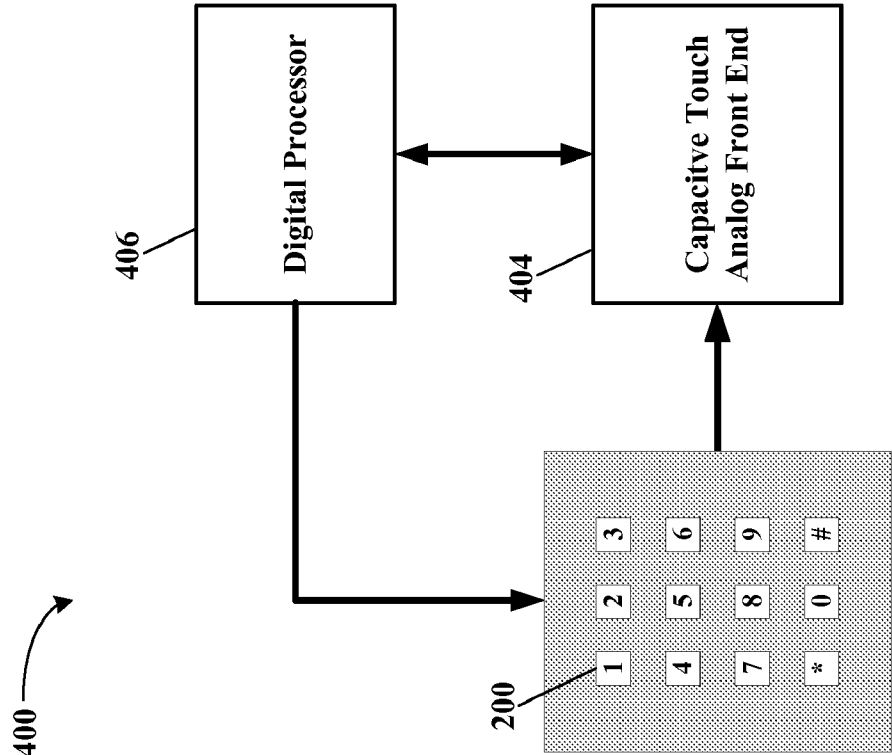 400
406
Digital Processor
404
Capacitve Touch
Analog Front End
200
1 2 3
4 5 6
7 8 9
* 0 #